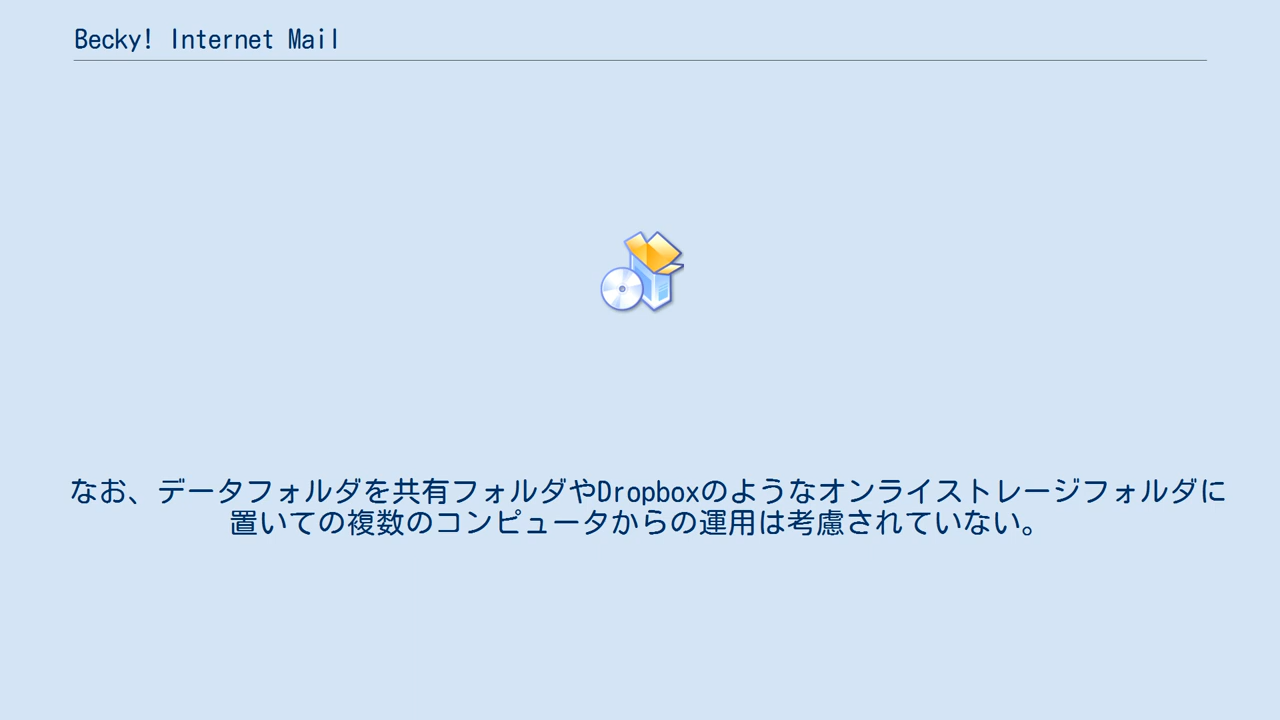 Becky! Internet Mail
なお、データフォルダを共有フォルダやDropboxのようなオンライストレージフォルダに
置いての複数のコンピュータからの運用は考慮されていない。